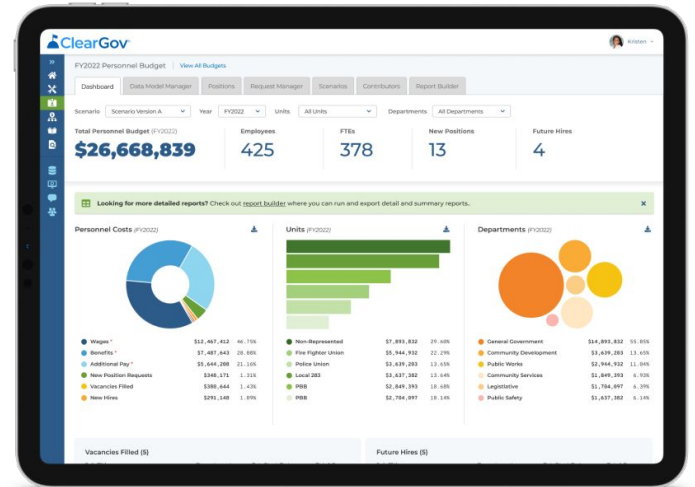 ClearGov
Kristen
FY2022 Personnel Budget
View All Budgets
Dashboard
Data Model Manager
Positions
Request Manager
Scenarios
Contributors
Report Builder
Scenario
Scenario Version A
Year
FY2022
Units
All Units
Departments
All Departments
Total Personnel Budget (FY2022)
$26,668,839
Employees
425
FTEs
378
New Positions
13
Future Hires
4
Looking for more detailed reports? Check out report builder where you can run and export detail and summary reports.
Personnel Costs (FY2022)
Wages * $12,467,412 46.75%
Benefits * $7,487,643 28.08%
Additional Pay * $5,644,208 21.16%
New Position Requests $348,171 1.31%
Vacancies Filled $380,644 1.43%
New Hires $291,148 1.09%
Units (FY2022)
Non-Represented $7,893,832 29.60%
Fire Fighter Union $5,944,932 22.29%
Police Union $3,639,203 13.65%
Local 283 $3,637,382 13.64%
PBB $2,849,393 10.68%
PBB $2,704,097 10.14%
Departments (FY2022)
General Government $14,893,832 55.85%
Community Development $3,639,203 13.65%
Public Works $2,944,932 11.04%
Community Services $1,849,393 6.93%
Legistlative $1,704,097 6.39%
Public Safety $1,637,382 6.14%
Vacancies Filled (5)
Future Hires (5)